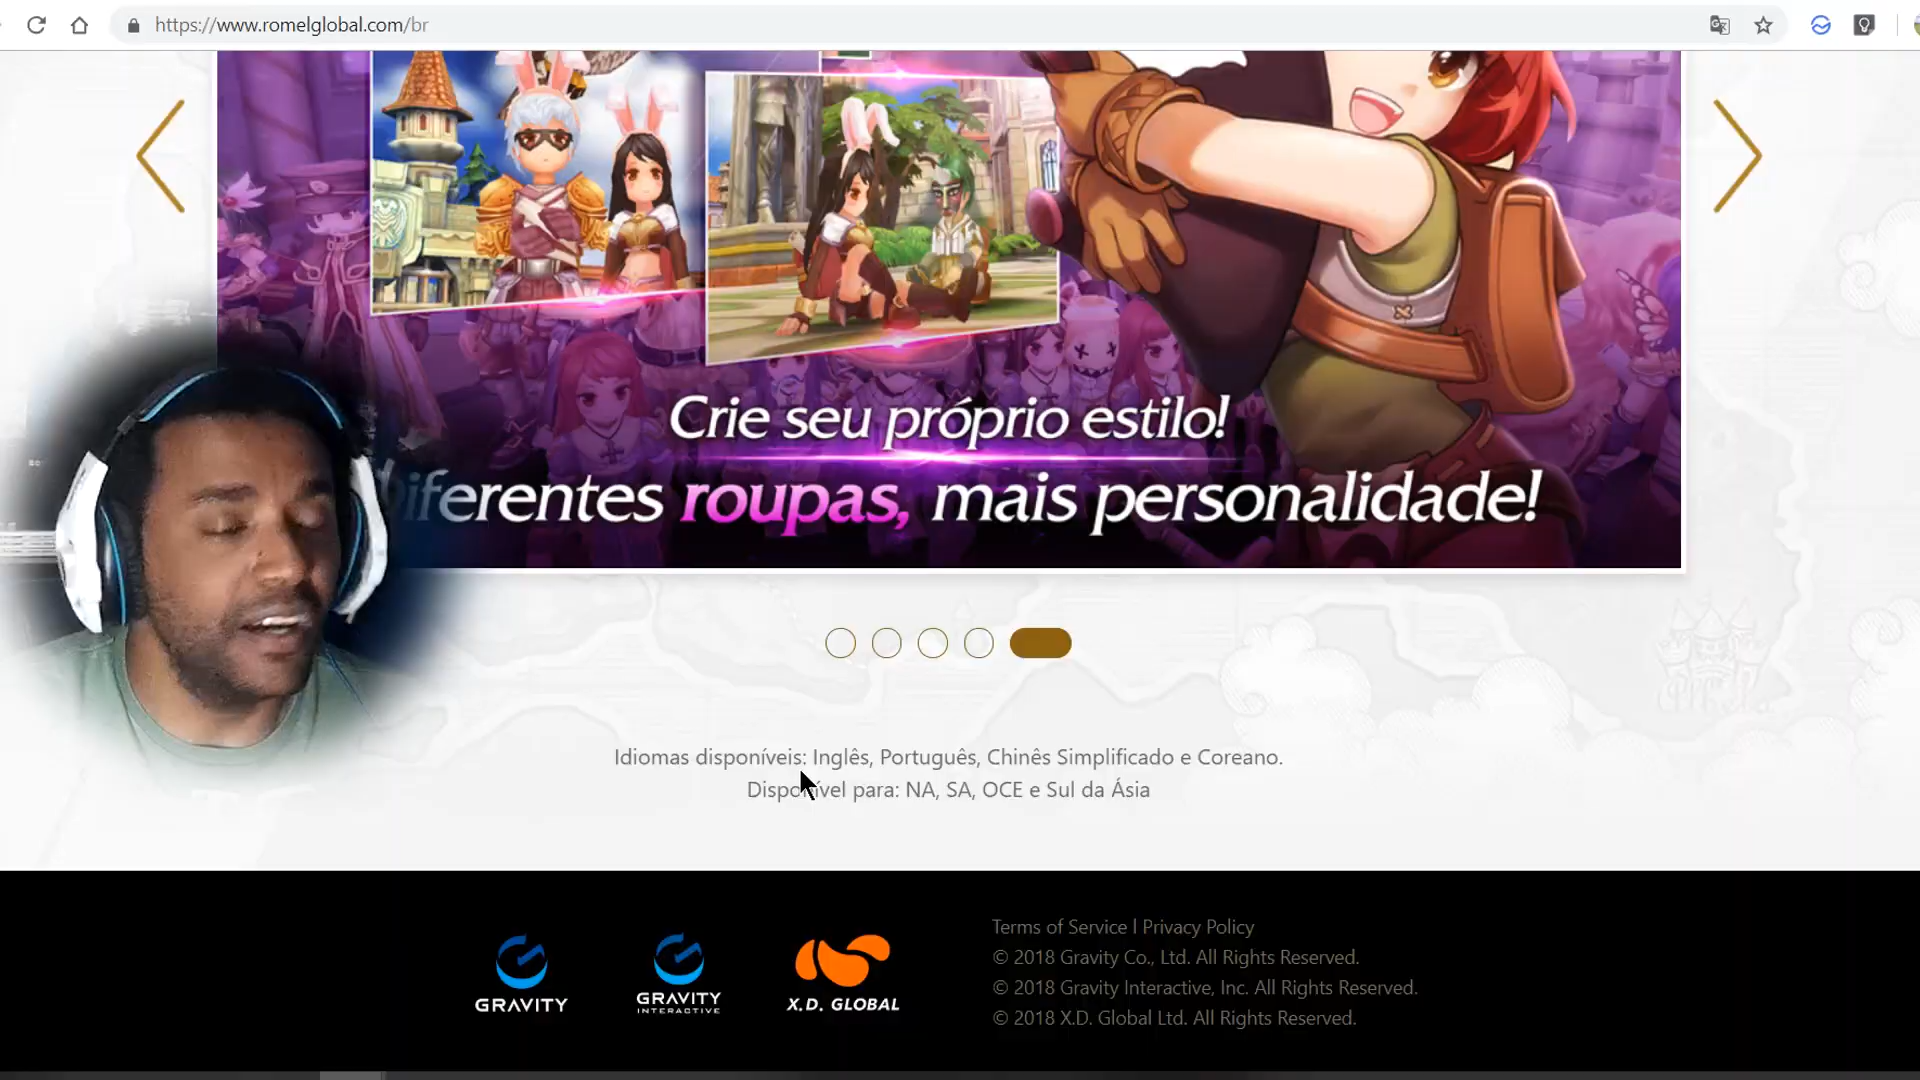 https://www.romelglobal.com/br
Crie seu próprio estilo!
diferentes roupas, mais personalidade!
Idiomas disponíveis: Inglês, Português, Chinês Simplificado e Coreano.
Disponível para: NA, SA, OCE e Sul da Ásia
Terms of Service | Privacy Policy
© 2018 Gravity Co., Ltd. All Rights Reserved.
© 2018 Gravity Interactive, Inc. All Rights Reserved.
© 2018 X.D. Global Ltd. All Rights Reserved.
GRAVITY
GRAVITY
INTERACTIVE
X.D. GLOBAL